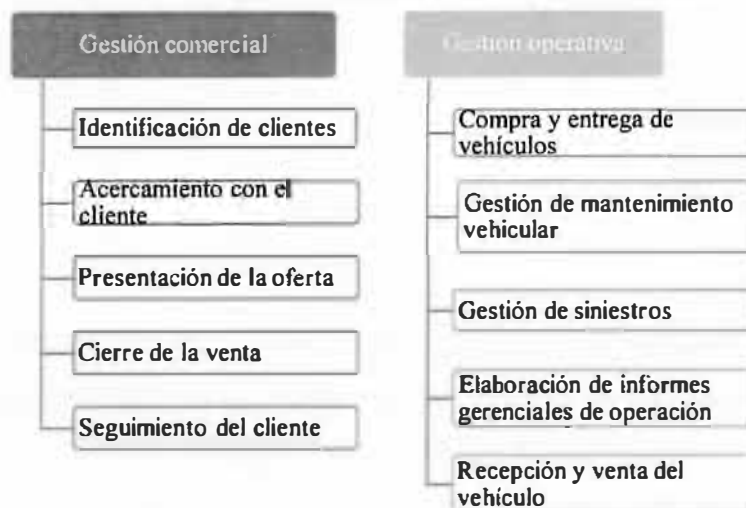 Gestión comercial
Identificación de clientes
Acercamiento con el
cliente
Presentación de la oferta
Cierre de la venta
Seguimiento del cliente
Gestión operativa
Compra y entrega de
vehículos
Gestión de mantenimiento
vehicular
Gestión de siniestros
Elaboración de informes
gerenciales de operación
Recepción y venta del
vehículo